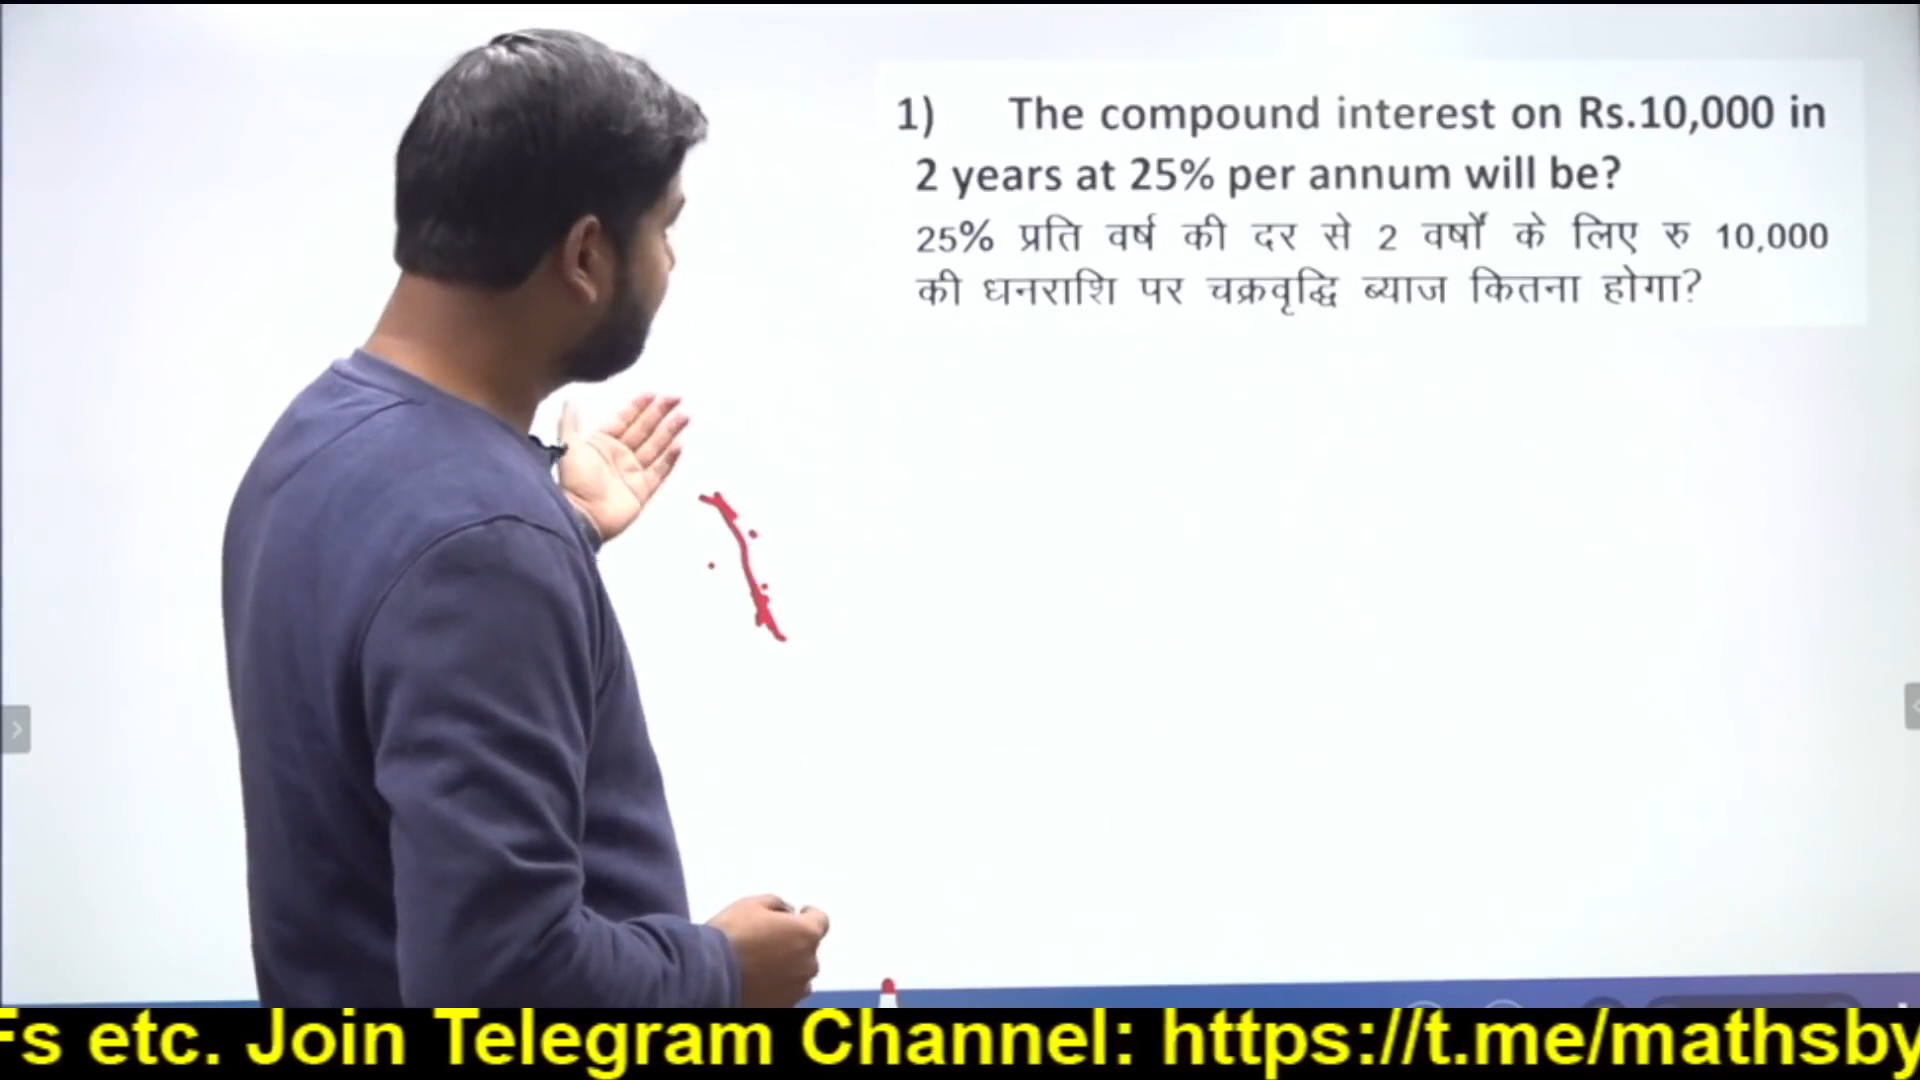 1) The compound interest on Rs.10,000 in
2 years at 25% per annum will be?
25% प्रति वर्ष की दर से 2 वर्षों के लिए रु 10,000
की धनराशि पर चक्रवृद्धि ब्याज कितना होगा?
Fs etc. Join Telegram Channel: https://t.me/mathsby